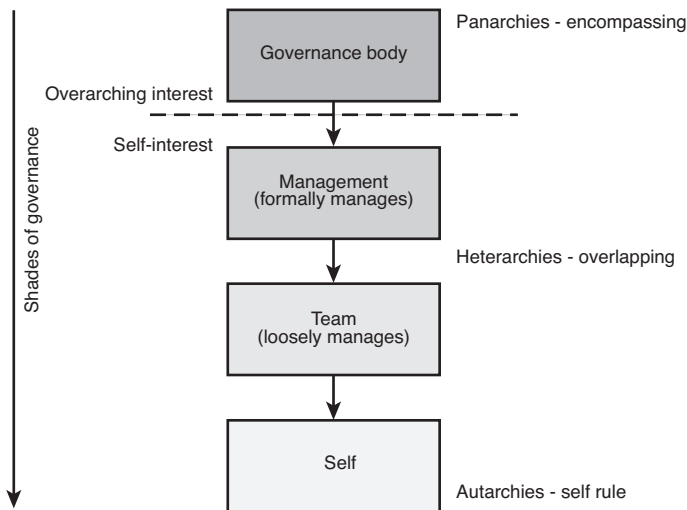 Panarchies - encompassing
Governance body
Overarching interest
Self-interest
Management
(formally manages)
Shades of governance
Heterarchies - overlapping
Team
(loosely manages)
Self
Autarchies - self rule